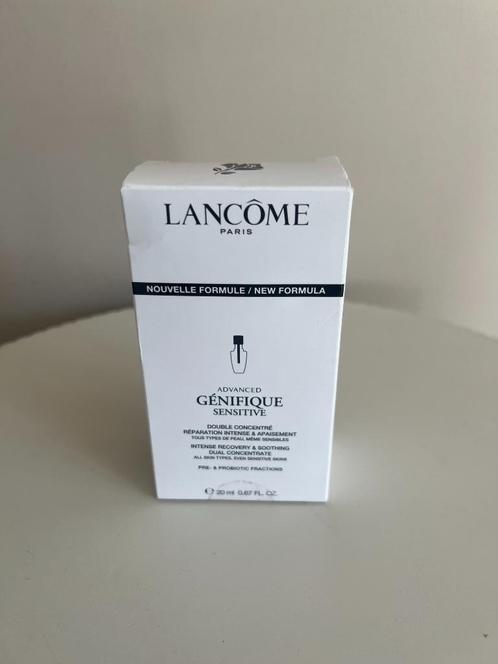 LANCÔME
PARIS
NOUVELLE FORMULE / NEW FORMULA
ADVANCED
GÉNIFIQUE
SENSITIVE
DOUBLE CONCENTRÉ
RÉPARATION INTENSE & APAISEMENT
TOUS TYPES DE PEAU, MÊME SENSIBLES
INTENSE RECOVERY & SOOTHING
DUAL CONCENTRATE
ALL SKIN TYPES, EVEN SENSITIVE SKINS
PRE- & PROBIOTIC FRACTIONS
℮ 20 ml 0.67 FL. OZ.